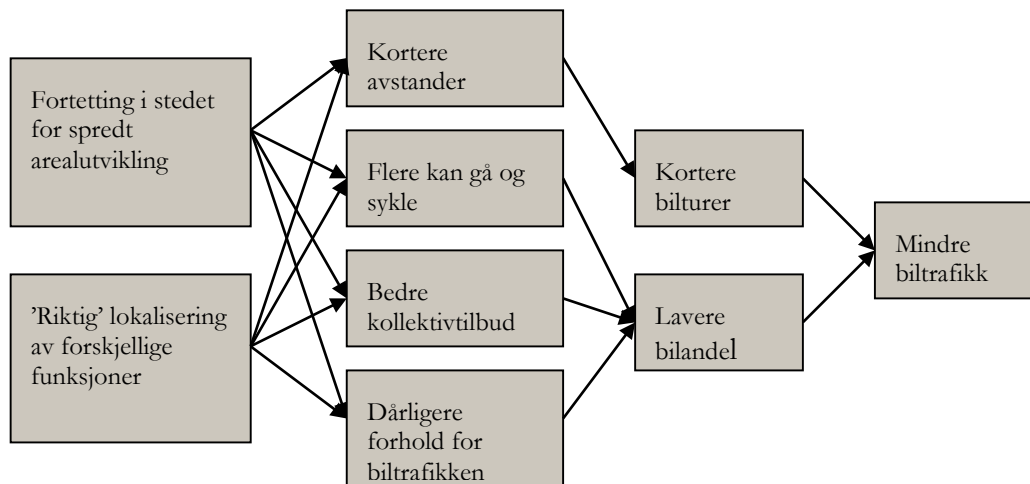 Fortetting i stedet
for spredt
arealutvikling
’Riktig’ lokalisering
av forskjellige
funksjoner
Kortere
avstander
Flere kan gå og
sykle
Bedre
kollektivtilbud
Dårligere
forhold for
biltrafikken
Kortere
bilturer
Lavere
bilandel
Mindre
biltrafikk